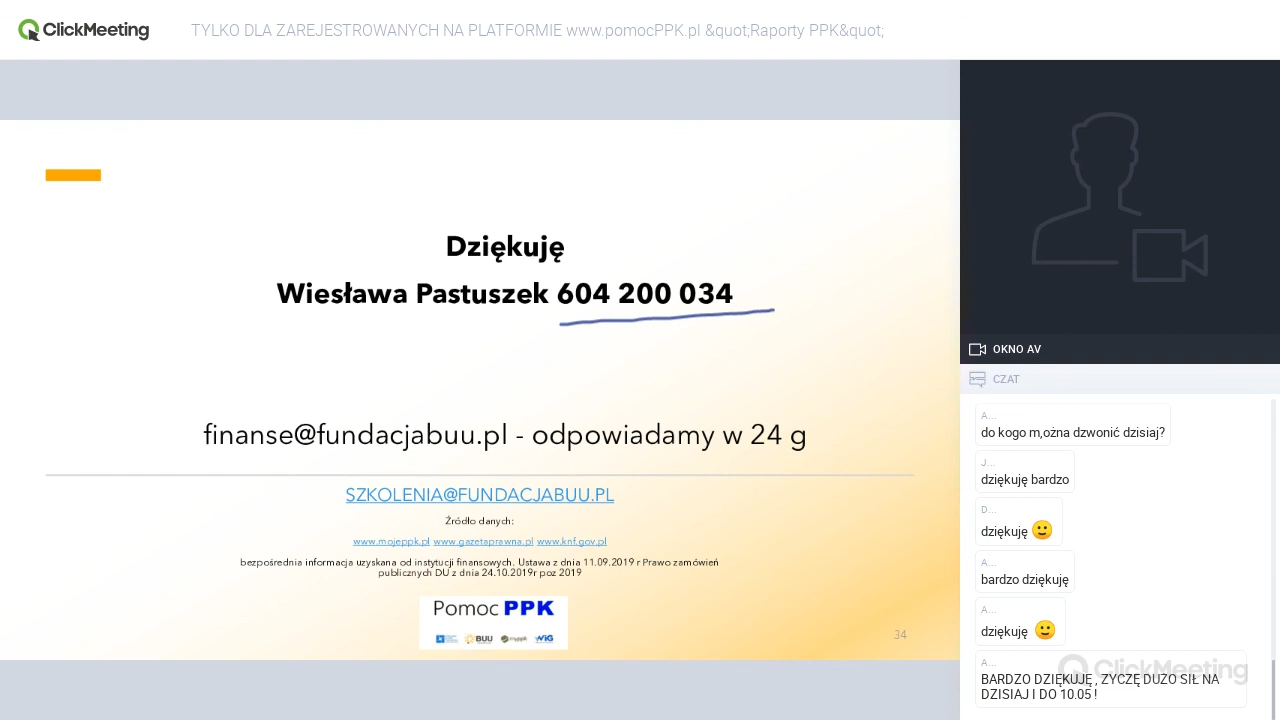 ClickMeeting
TYLKO DLA ZAREJESTROWANYCH NA PLATFORMIE www.pomocPPK.pl &quot;Raporty PPK&quot;
Dziękuję
Wiesława Pastuszek 604 200 034
finanse@fundacjabuu.pl - odpowiadamy w 24 g
SZKOLENIA@FUNDACJABUU.PL
Źródło danych:
www.mojeppk.pl www.gazetaprawna.pl www.knf.gov.pl
bezpośrednia informacja uzyskana od instytucji finansowych. Ustawa z dnia 11.09.2019 r Prawo zamówień
publicznych DU z dnia 24.10.2019r poz 2019
Pomoc PPK
BUU
WiG
34
OKNO AV
CZAT
A...
do kogo m,ożna dzwonić dzisiaj?
J...
dziękuję bardzo
D...
dziękuję 🙂
A...
bardzo dziękuję
A...
dziękuję 🙂
A...
BARDZO DZIĘKUJĘ , ZYCZĘ DUZO SIŁ NA
DZISIAJ I DO 10.05 !
ClickMeeting